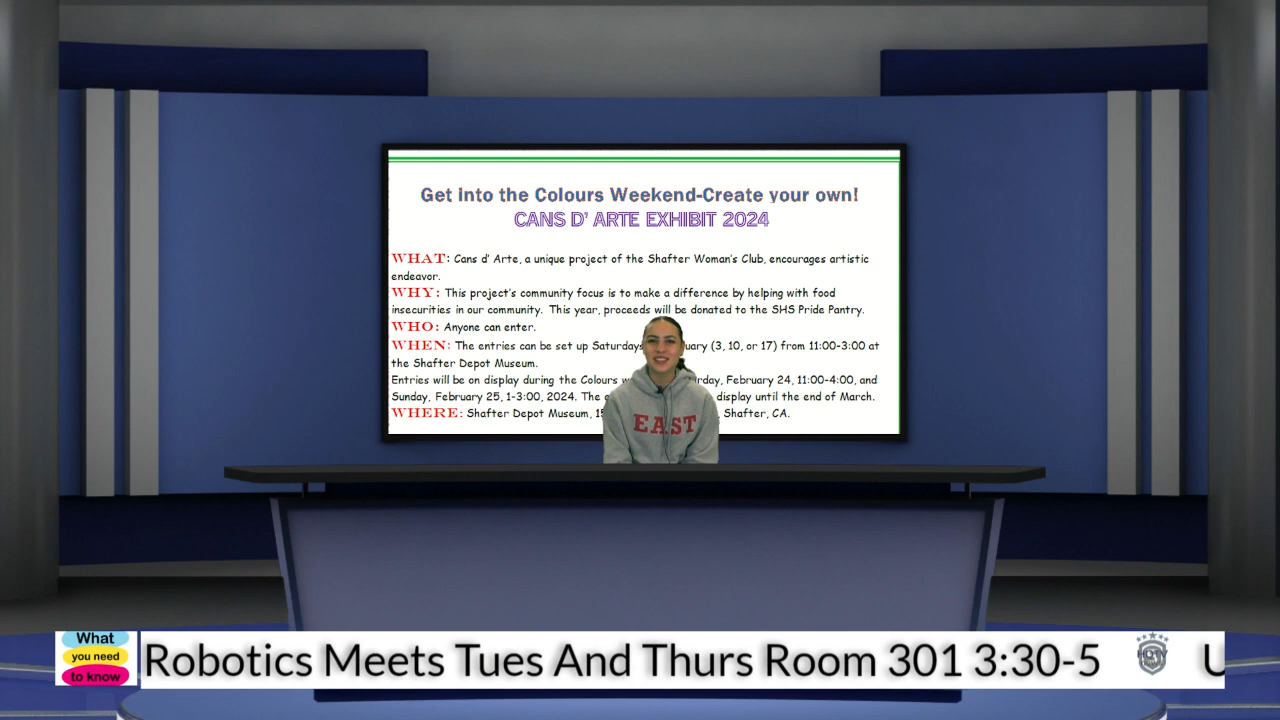 Get into the Colours Weekend-Create your own!
CANS D' ARTE EXHIBIT 2024
WHAT: Cans d' Arte, a unique project of the Shafter Woman's Club, encourages artistic
endeavor.
WHY: This project's community focus is to make a difference by helping with food
insecurities in our community. This year, proceeds will be donated to the SHS Pride Pantry.
WHO: Anyone can enter.
WHEN: The entries can be set up Saturdays (3, 10, or 17) from 11:00-3:00 at
the Shafter Depot Museum.
Entries will be on display during the Colours February 24, 11:00-4:00, and
Sunday, February 25, 1-3:00, 2024. The display until the end of March.
WHERE: Shafter Depot Museum, Shafter, CA.
EAST
What
you need
to know
Robotics Meets Tues And Thurs Room 301 3:30-5